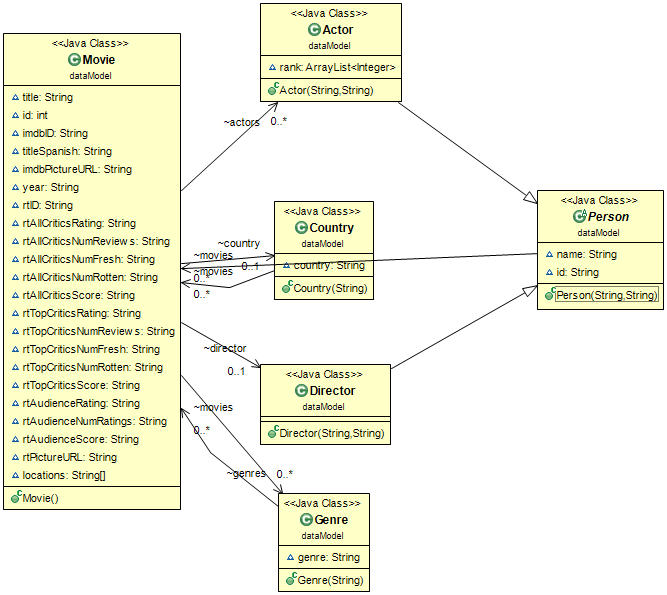 <<Java Class>>
Movie
dataModel
title: String
id: int
imdbID: String
titleSpanish: String
imdbPictureURL: String
year: String
rtID: String
rtAllCriticsRating: String
rtAllCriticsNumReviews: String
rtAllCriticsNumFresh: String
rtAllCriticsNumRotten: String
rtAllCriticsScore: String
rtTopCriticsRating: String
rtTopCriticsNumReviews: String
rtTopCriticsNumFresh: String
rtTopCriticsNumRotten: String
rtTopCriticsScore: String
rtAudienceRating: String
rtAudienceNumRatings: String
rtAudienceScore: String
rtPictureURL: String
locations: String[]
Movie()
<<Java Class>>
Actor
dataModel
rank: ArrayList<Integer>
Actor(String,String)
~actors
0..*
<<Java Class>>
Country
dataModel
country: String
Country(String)
~country
~movies
0..1
~movies
0..*
0..*
<<Java Class>>
Person
dataModel
name: String
id: String
Person(String,String)
~director
0..1
<<Java Class>>
Director
dataModel
Director(String,String)
~movies
0..*
~genres
0..*
<<Java Class>>
Genre
dataModel
genre: String
Genre(String)